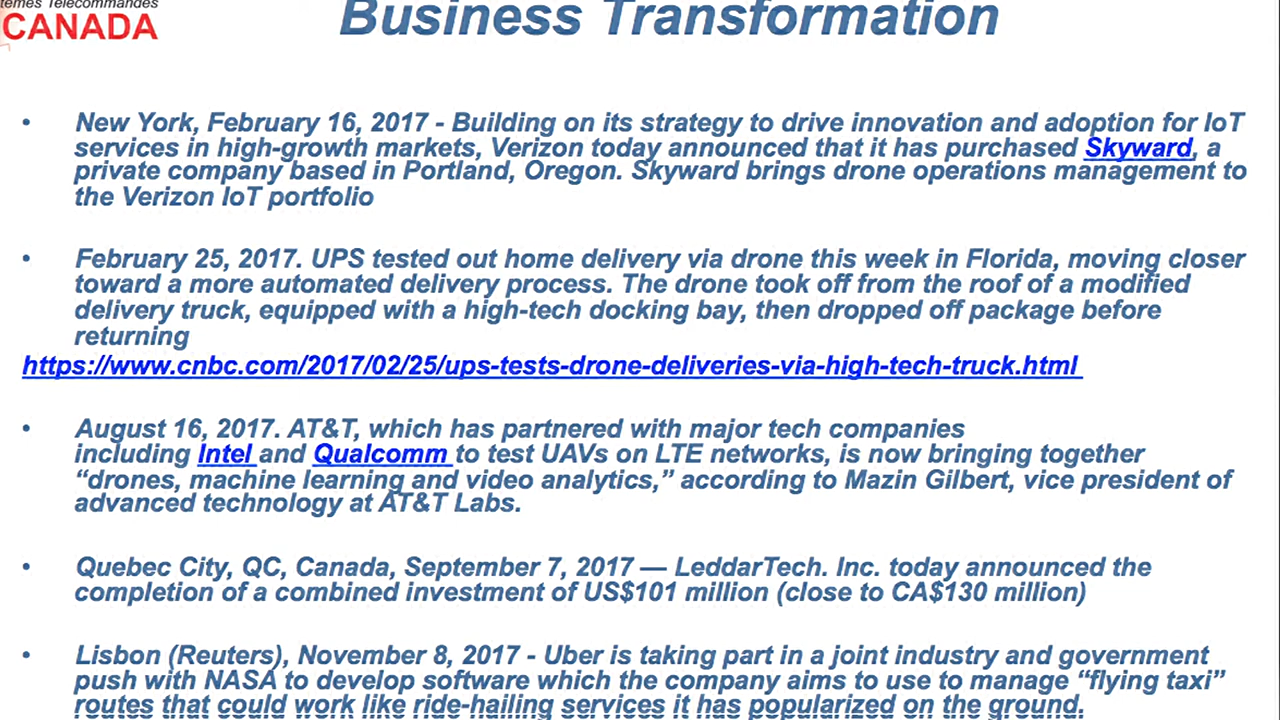 Telecommandes
CANADA
Business Transformation
• New York, February 16, 2017 - Building on its strategy to drive innovation and adoption for IoT
services in high-growth markets, Verizon today announced that it has purchased Skyward, a
private company based in Portland, Oregon. Skyward brings drone operations management to
the Verizon IoT portfolio
• February 25, 2017. UPS tested out home delivery via drone this week in Florida, moving closer
toward a more automated delivery process. The drone took off from the roof of a modified
delivery truck, equipped with a high-tech docking bay, then dropped off package before
returning
https://www.cnbc.com/2017/02/25/ups-tests-drone-deliveries-via-high-tech-truck.html
• August 16, 2017. AT&T, which has partnered with major tech companies
including Intel and Qualcomm to test UAVs on LTE networks, is now bringing together
“drones, machine learning and video analytics,” according to Mazin Gilbert, vice president of
advanced technology at AT&T Labs.
• Quebec City, QC, Canada, September 7, 2017 — LeddarTech. Inc. today announced the
completion of a combined investment of US$101 million (close to CA$130 million)
• Lisbon (Reuters), November 8, 2017 - Uber is taking part in a joint industry and government
push with NASA to develop software which the company aims to use to manage “flying taxi”
routes that could work like ride-hailing services it has popularized on the ground.